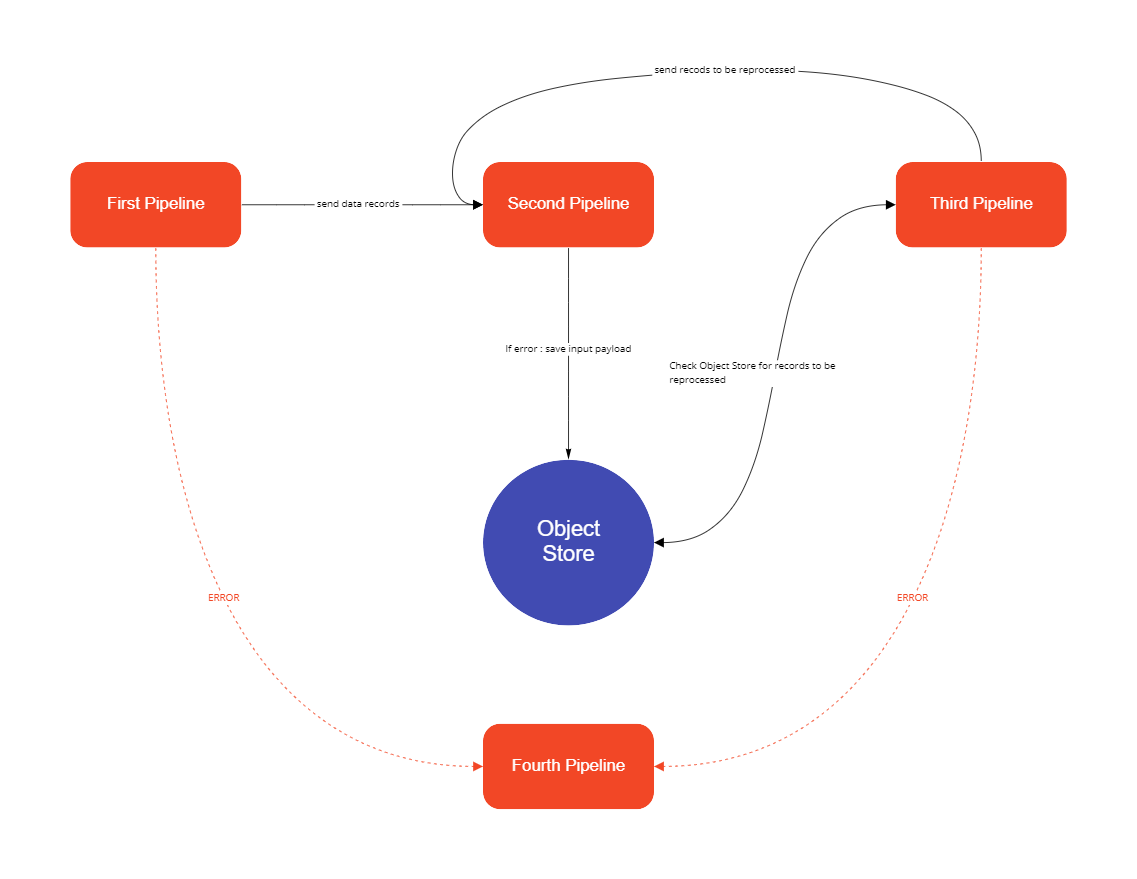 send recods to be reprocessed
First Pipeline
send data records
Second Pipeline
Third Pipeline
If error : save input payload
Check Object Store for records to be
reprocessed
Object
Store
ERROR
ERROR
Fourth Pipeline